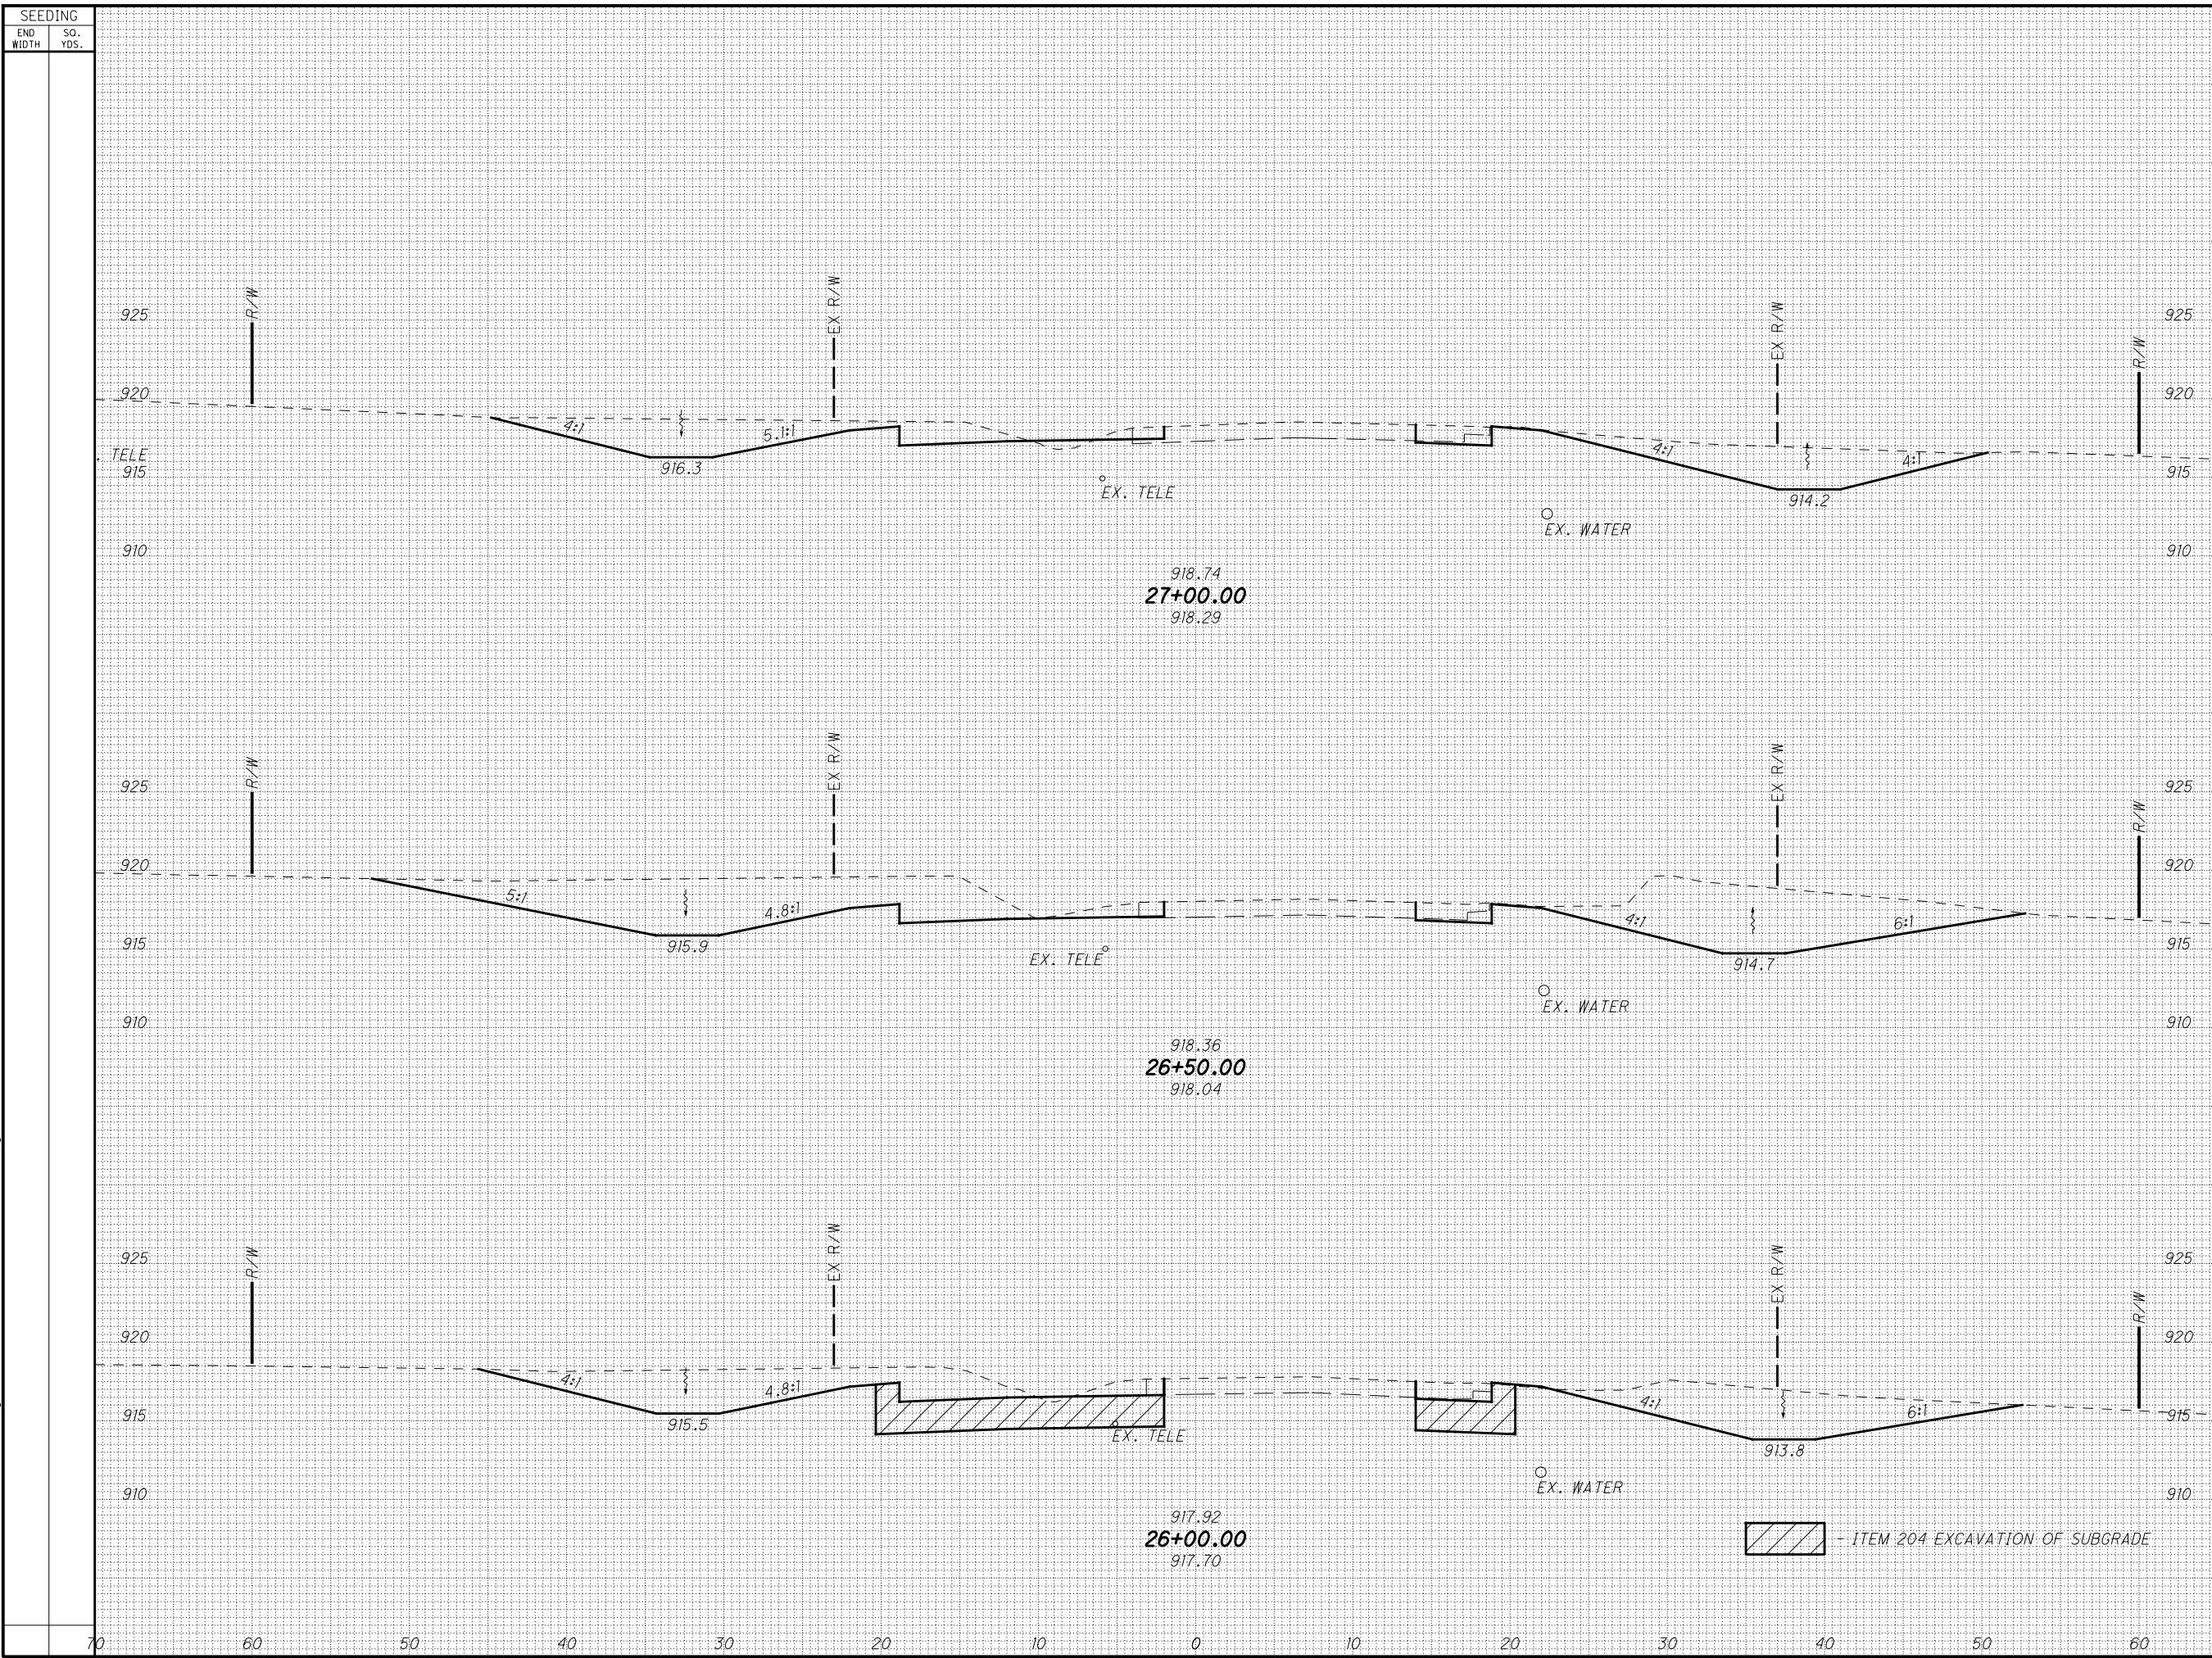 SEEDING
END WIDTH SQ. YDS.
R/W EX R/W EX R/W R/W
925 925
920 920
4:1 5.1:1 4:1 4:1
. TELE
915 916.3 915
EX. TELE 914.2
EX. WATER
910 910
918.74
27+00.00
918.29
R/W EX R/W EX R/W R/W
925 925
920 920
5:1 4.8:1 4:1 6:1
915 915.9 915
EX. TELE 914.7
EX. WATER
910 910
918.36
26+50.00
918.04
R/W EX R/W EX R/W R/W
925 925
920 920
4:1 4.8:1 4:1 6:1
915 915.5 915
EX. TELE 913.8
EX. WATER
910 910
917.92
26+00.00
917.70
- ITEM 204 EXCAVATION OF SUBGRADE
70 60 50 40 30 20 10 0 10 20 30 40 50 60